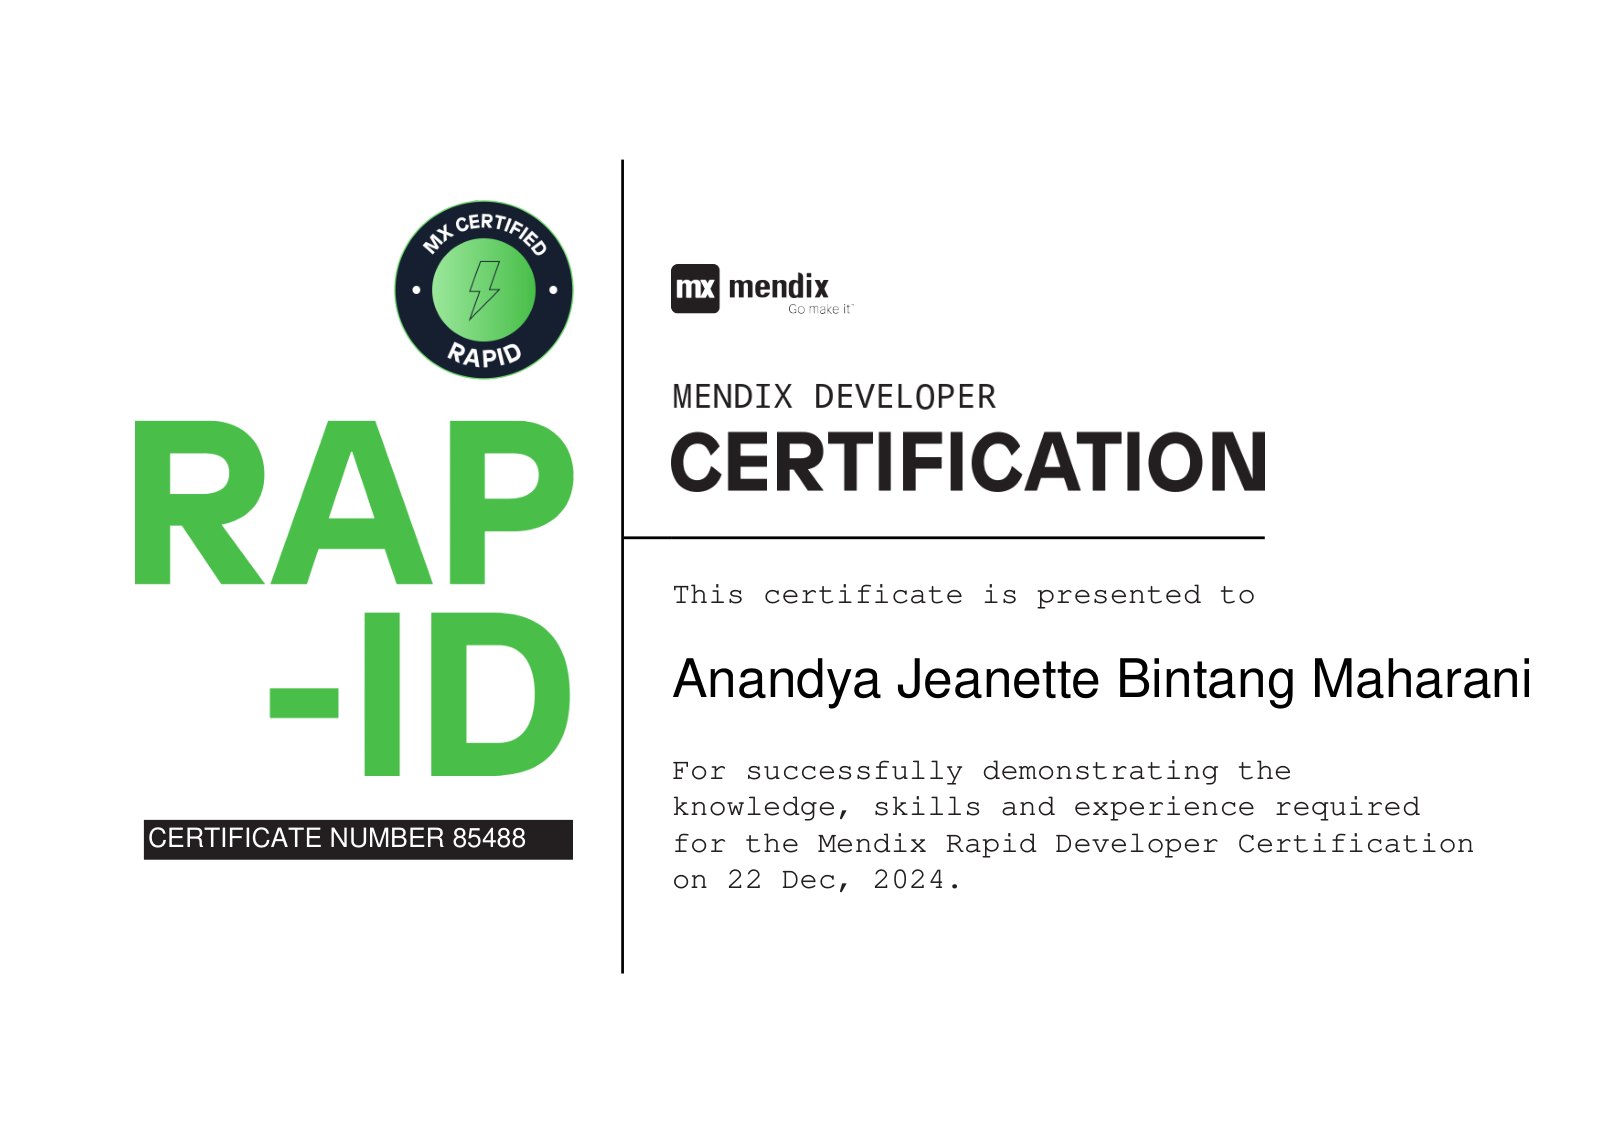 MX CERTIFIED
RAPID
RAP
-ID
CERTIFICATE NUMBER 85488
mx mendix
Go make it™
MENDIX DEVELOPER
CERTIFICATION
This certificate is presented to
Anandya Jeanette Bintang Maharani
For successfully demonstrating the
knowledge, skills and experience required
for the Mendix Rapid Developer Certification
on 22 Dec, 2024.